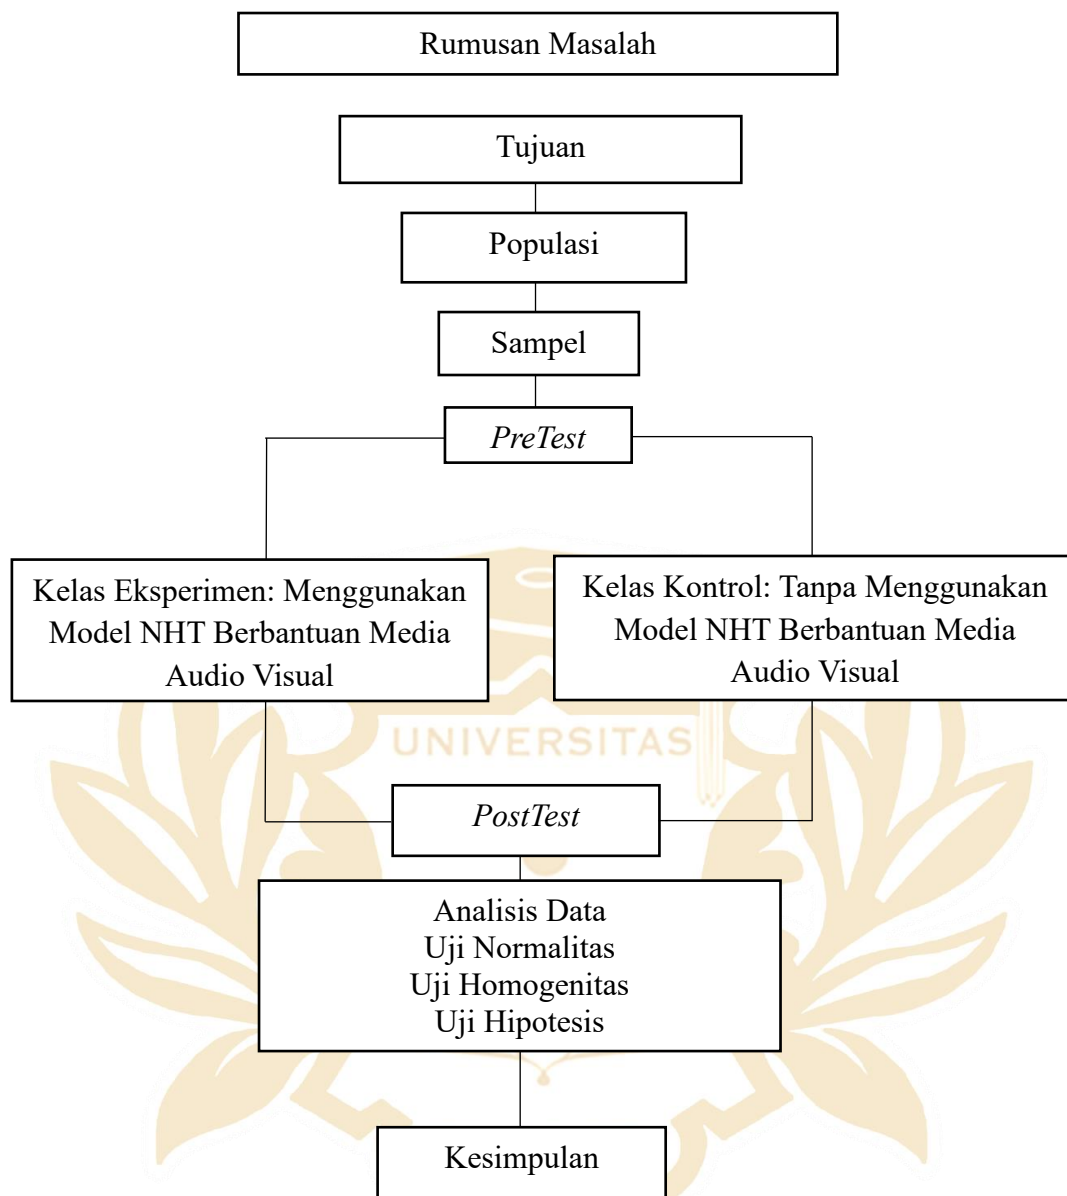 Rumusan Masalah
Tujuan
Populasi
Sampel
PreTest
Kelas Eksperimen: Menggunakan
Model NHT Berbantuan Media
Audio Visual
Kelas Kontrol: Tanpa Menggunakan
Model NHT Berbantuan Media
Audio Visual
UNIVERSITAS
PostTest
Analisis Data
Uji Normalitas
Uji Homogenitas
Uji Hipotesis
Kesimpulan